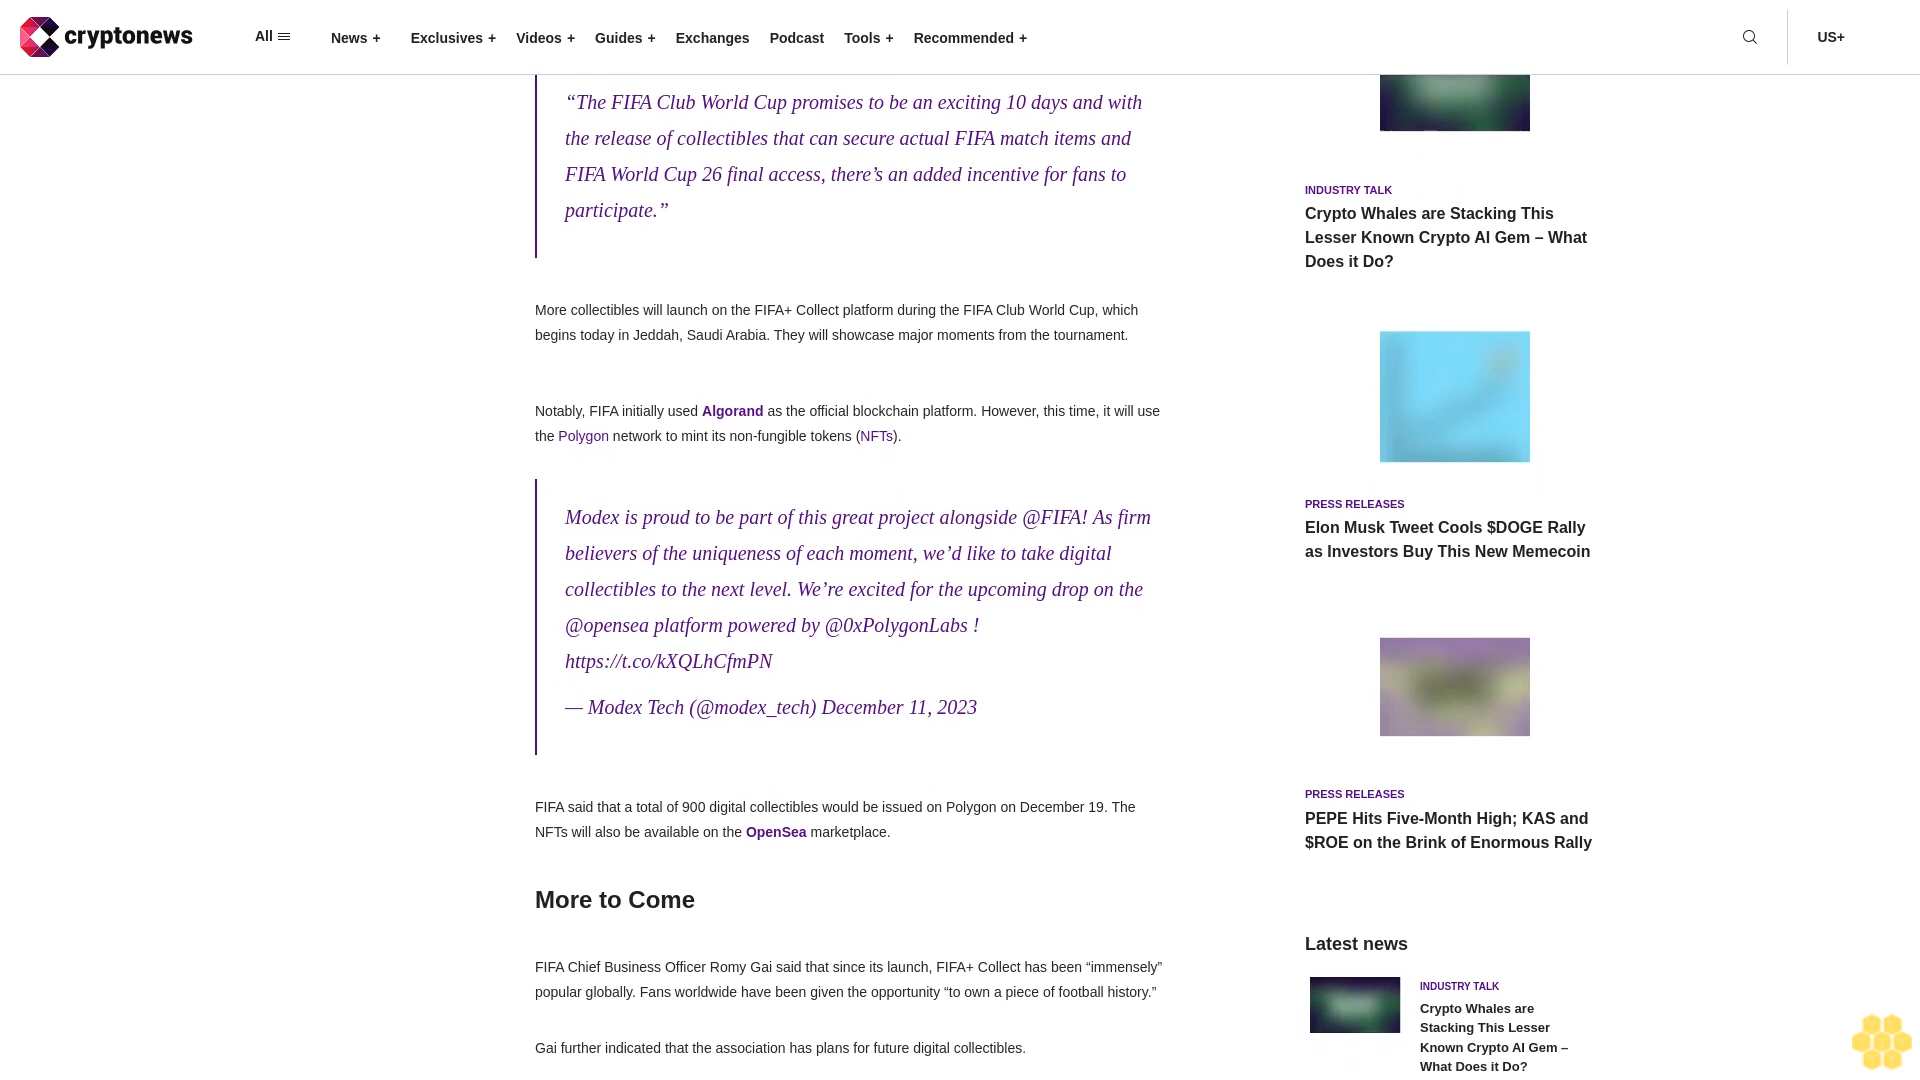 cryptonews
All
News +
Exclusives +
Videos +
Guides +
Exchanges
Podcast
Tools +
Recommended +
US+
“The FIFA Club World Cup promises to be an exciting 10 days and with
the release of collectibles that can secure actual FIFA match items and
FIFA World Cup 26 final access, there’s an added incentive for fans to
participate.”
More collectibles will launch on the FIFA+ Collect platform during the FIFA Club World Cup, which
begins today in Jeddah, Saudi Arabia. They will showcase major moments from the tournament.
Notably, FIFA initially used Algorand as the official blockchain platform. However, this time, it will use
the Polygon network to mint its non-fungible tokens (NFTs).
Modex is proud to be part of this great project alongside @FIFA! As firm
believers of the uniqueness of each moment, we’d like to take digital
collectibles to the next level. We’re excited for the upcoming drop on the
@opensea platform powered by @0xPolygonLabs !
https://t.co/kXQLhCfmPN
— Modex Tech (@modex_tech) December 11, 2023
FIFA said that a total of 900 digital collectibles would be issued on Polygon on December 19. The
NFTs will also be available on the OpenSea marketplace.
More to Come
FIFA Chief Business Officer Romy Gai said that since its launch, FIFA+ Collect has been “immensely”
popular globally. Fans worldwide have been given the opportunity “to own a piece of football history.”
Gai further indicated that the association has plans for future digital collectibles.
INDUSTRY TALK
Crypto Whales are Stacking This
Lesser Known Crypto AI Gem – What
Does it Do?
PRESS RELEASES
Elon Musk Tweet Cools $DOGE Rally
as Investors Buy This New Memecoin
PRESS RELEASES
PEPE Hits Five-Month High; KAS and
$ROE on the Brink of Enormous Rally
Latest news
INDUSTRY TALK
Crypto Whales are
Stacking This Lesser
Known Crypto AI Gem –
What Does it Do?